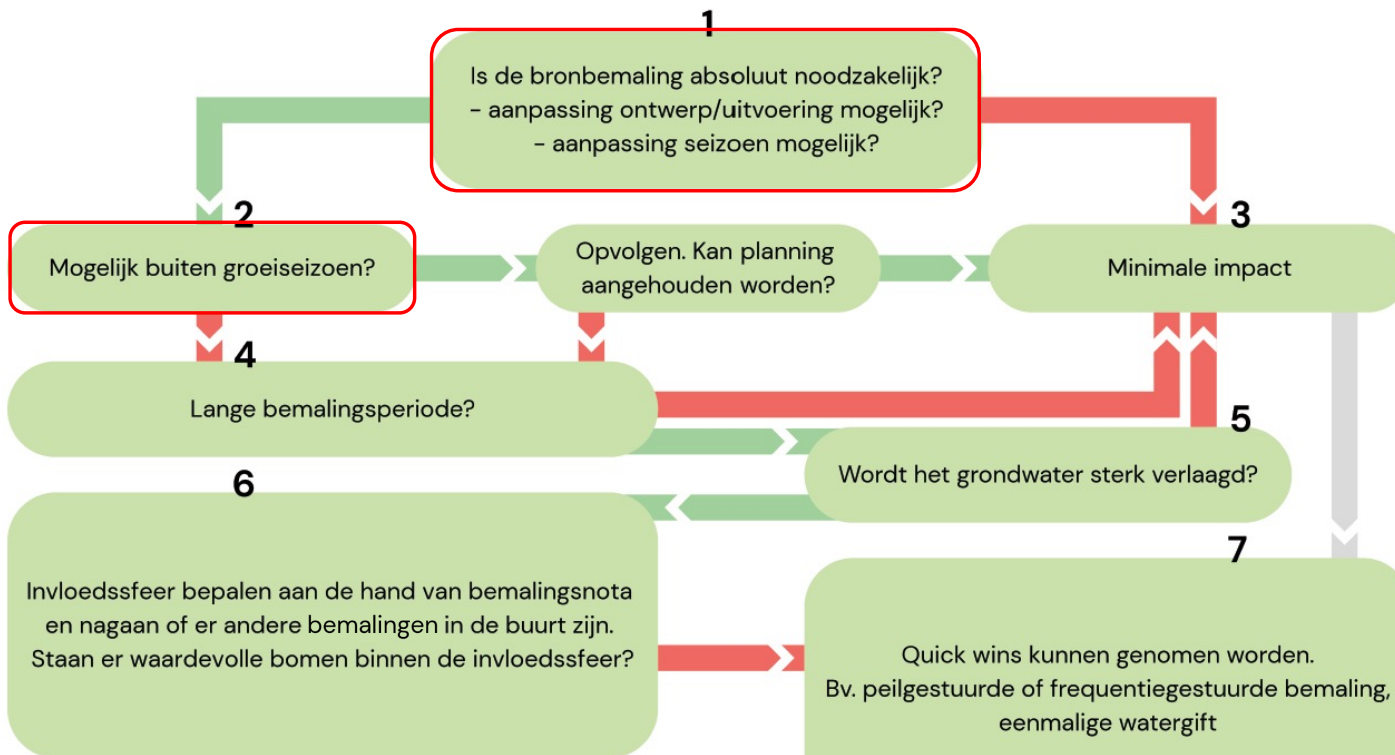 1
Is de bronbemaling absoluut noodzakelijk?
- aanpassing ontwerp/uitvoering mogelijk?
- aanpassing seizoen mogelijk?
2
Mogelijk buiten groeiseizoen?
Opvolgen. Kan planning
aangehouden worden?
3
Minimale impact
4
Lange bemalingsperiode?
5
Wordt het grondwater sterk verlaagd?
6
Invloedssfeer bepalen aan de hand van bemalingsnota
en nagaan of er andere bemalingen in de buurt zijn.
Staan er waardevolle bomen binnen de invloedssfeer?
7
Quick wins kunnen genomen worden.
Bv. peilgestuurde of frequentiegestuurde bemaling,
eenmalige watergift